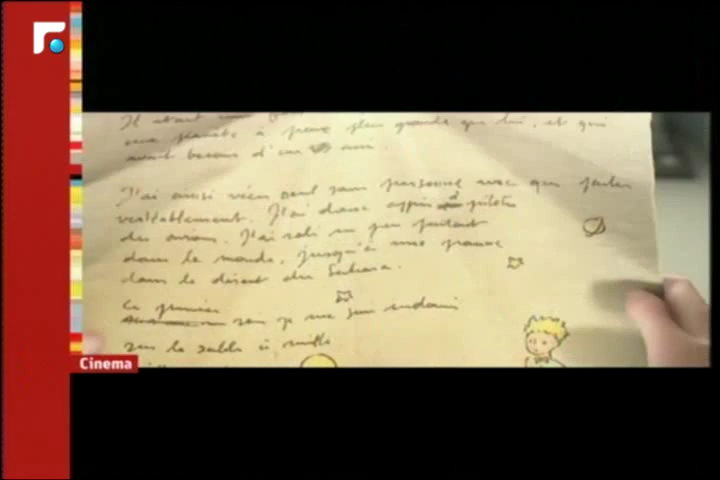 Il était une
une planète à peine plus grande que lui, et qui
avait besoin d'un ami.
J'ai ainsi vécu seul sans personne avec qui parler
véritablement. J'ai donc appris à piloter
des avions. J'ai volé un peu partout
dans le monde, jusqu'à une panne
dans le désert du Sahara.
Ce premier
soir je me suis endormi
sur le sable à mille
Cinema